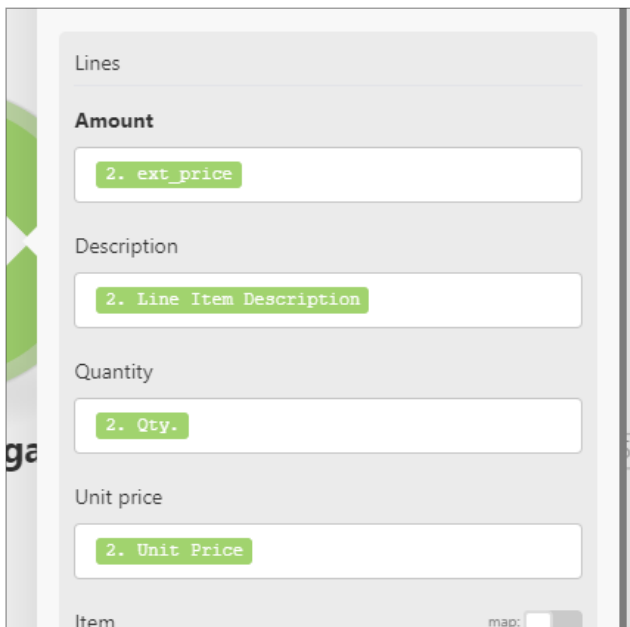 Lines
Amount
2. ext_price
Description
2. Line Item Description
Quantity
2. Qty.
ga
Unit price
2. Unit Price
Item
map: